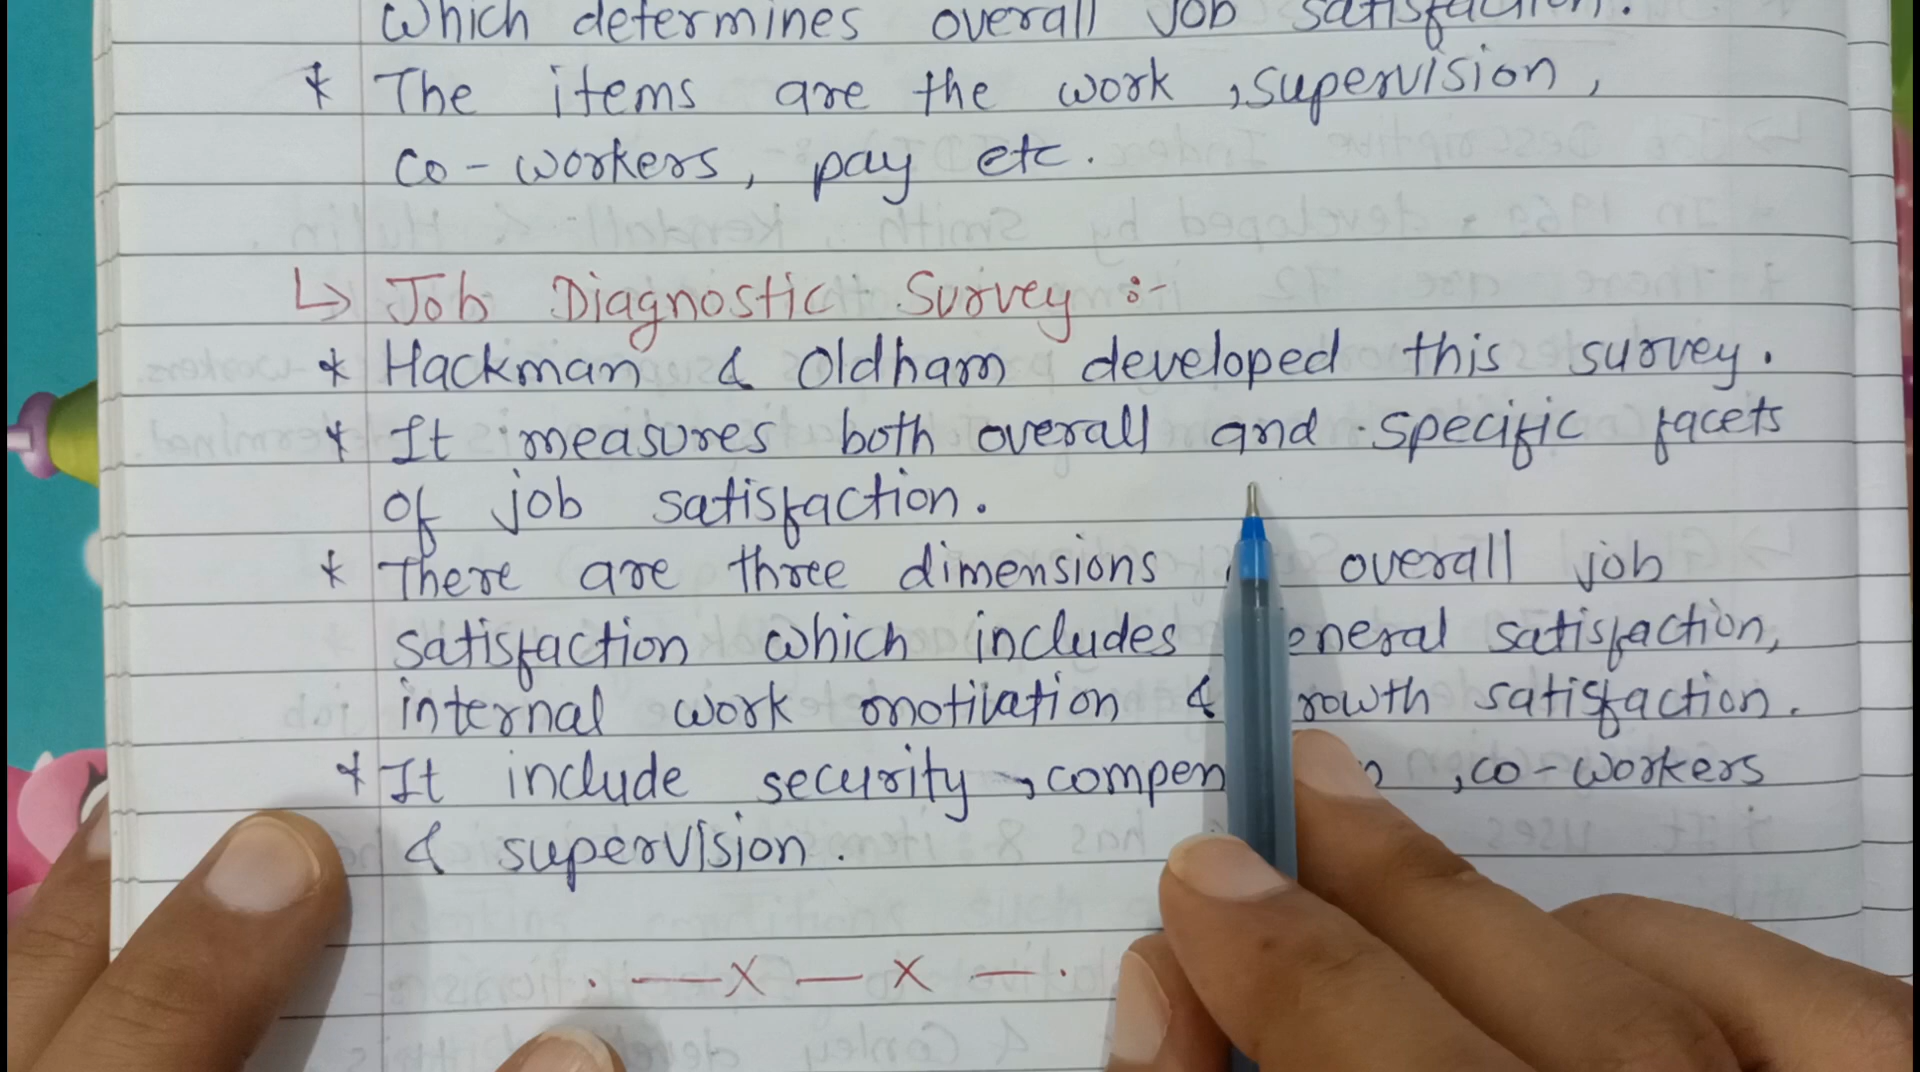 which determines overall job satisfaction.
* The items are the work, supervision,
co-workers, pay etc.
↳ Job Diagnostic Survey :-
* Hackman & Oldham developed this survey.
* It measures both overall and specific facets
of job satisfaction.
* There are three dimensions overall job
satisfaction which includes eneral satisfaction,
internal work motivation & rowth satisfaction.
* It include security, compen n, co-workers
& supervision.
. — X — X — .